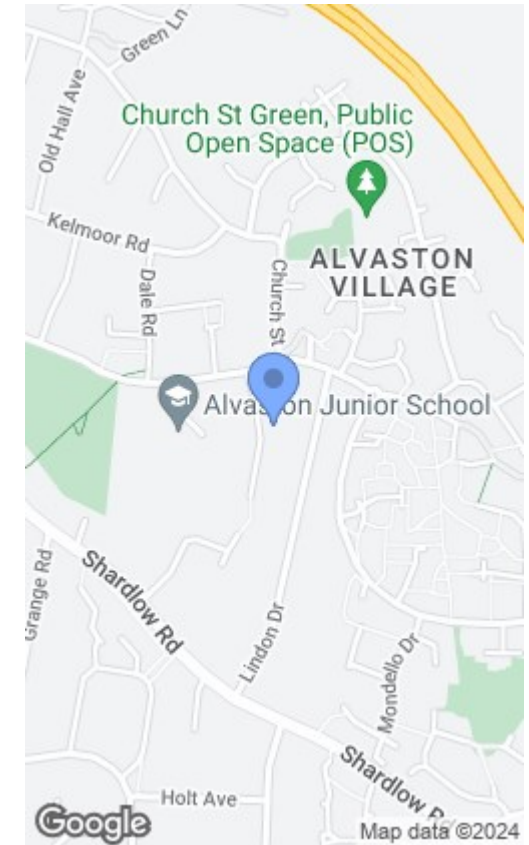 Green Ln
Old Hall Ave
Church St Green, Public
Open Space (POS)
Kelmoor Rd
Church St
ALVASTON
VILLAGE
Dale Rd
Alvaston Junior School
Grange Rd
Shardlow Rd
Lindon Dr
Mondello Dr
Shardlow Rd
Holt Ave
Google
Map data ©2024